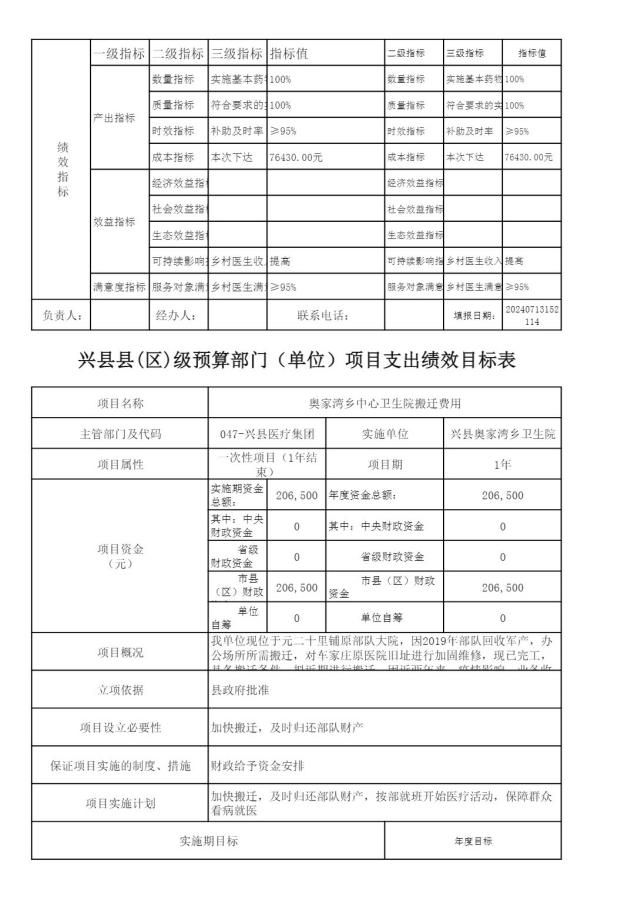 一级指标 二级指标 三级指标 指标值 二级指标 三级指标 指标值
绩效指标
产出指标 数量指标 实施基本药 100% 数量指标 实施基本药物 100%
质量指标 符合要求的 100% 质量指标 符合要求的实 100%
时效指标 补助及时率 ≥95% 时效指标 补助及时率 ≥95%
成本指标 本次下达 76430.00元 成本指标 本次下达 76430.00元
效益指标 经济效益指 经济效益指标
社会效益指 社会效益指标
生态效益指 生态效益指标
可持续影响 乡村医生收 提高 可持续影响指 乡村医生收入 提高
满意度指标 服务对象满 乡村医生满 ≥95% 服务对象满意 乡村医生满意 ≥95%
负责人: 经办人: 联系电话: 填报日期: 20240713152
114
兴县县(区)级预算部门(单位)项目支出绩效目标表
项目名称 奥家湾乡中心卫生院搬迁费用
主管部门及代码 047-兴县医疗集团 实施单位 兴县奥家湾乡卫生院
项目属性 一次性项目(1年结
束) 项目期 1年
项目资金
(元)
实施期资金
总额: 206,500 年度资金总额: 206,500
其中: 中央
财政资金 0 其中: 中央财政资金 0
省级
财政资金 0 省级财政资金 0
市县
(区)财政 206,500 市县(区)财政
资金 206,500
单位
自筹 0 单位自筹 0
项目概况 我单位现位于元二十里铺原部队大院，因2019年部队回收军产，办
公场所所需搬迁，对车家庄原医院旧址进行加固维修，现已完工，
立项依据 县政府批准
项目设立必要性 加快搬迁，及时归还部队财产
保证项目实施的制度、措施 财政给予资金安排
项目实施计划 加快搬迁，及时归还部队财产，按部就班开始医疗活动，保障群众
看病就医
实施期目标 年度目标